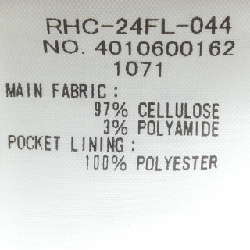 RHC-24FL-044
NO. 4010600162
1071
MAIN FABRIC:
97% CELLULOSE
3% POLYAMIDE
POCKET LINING:
100% POLYESTER